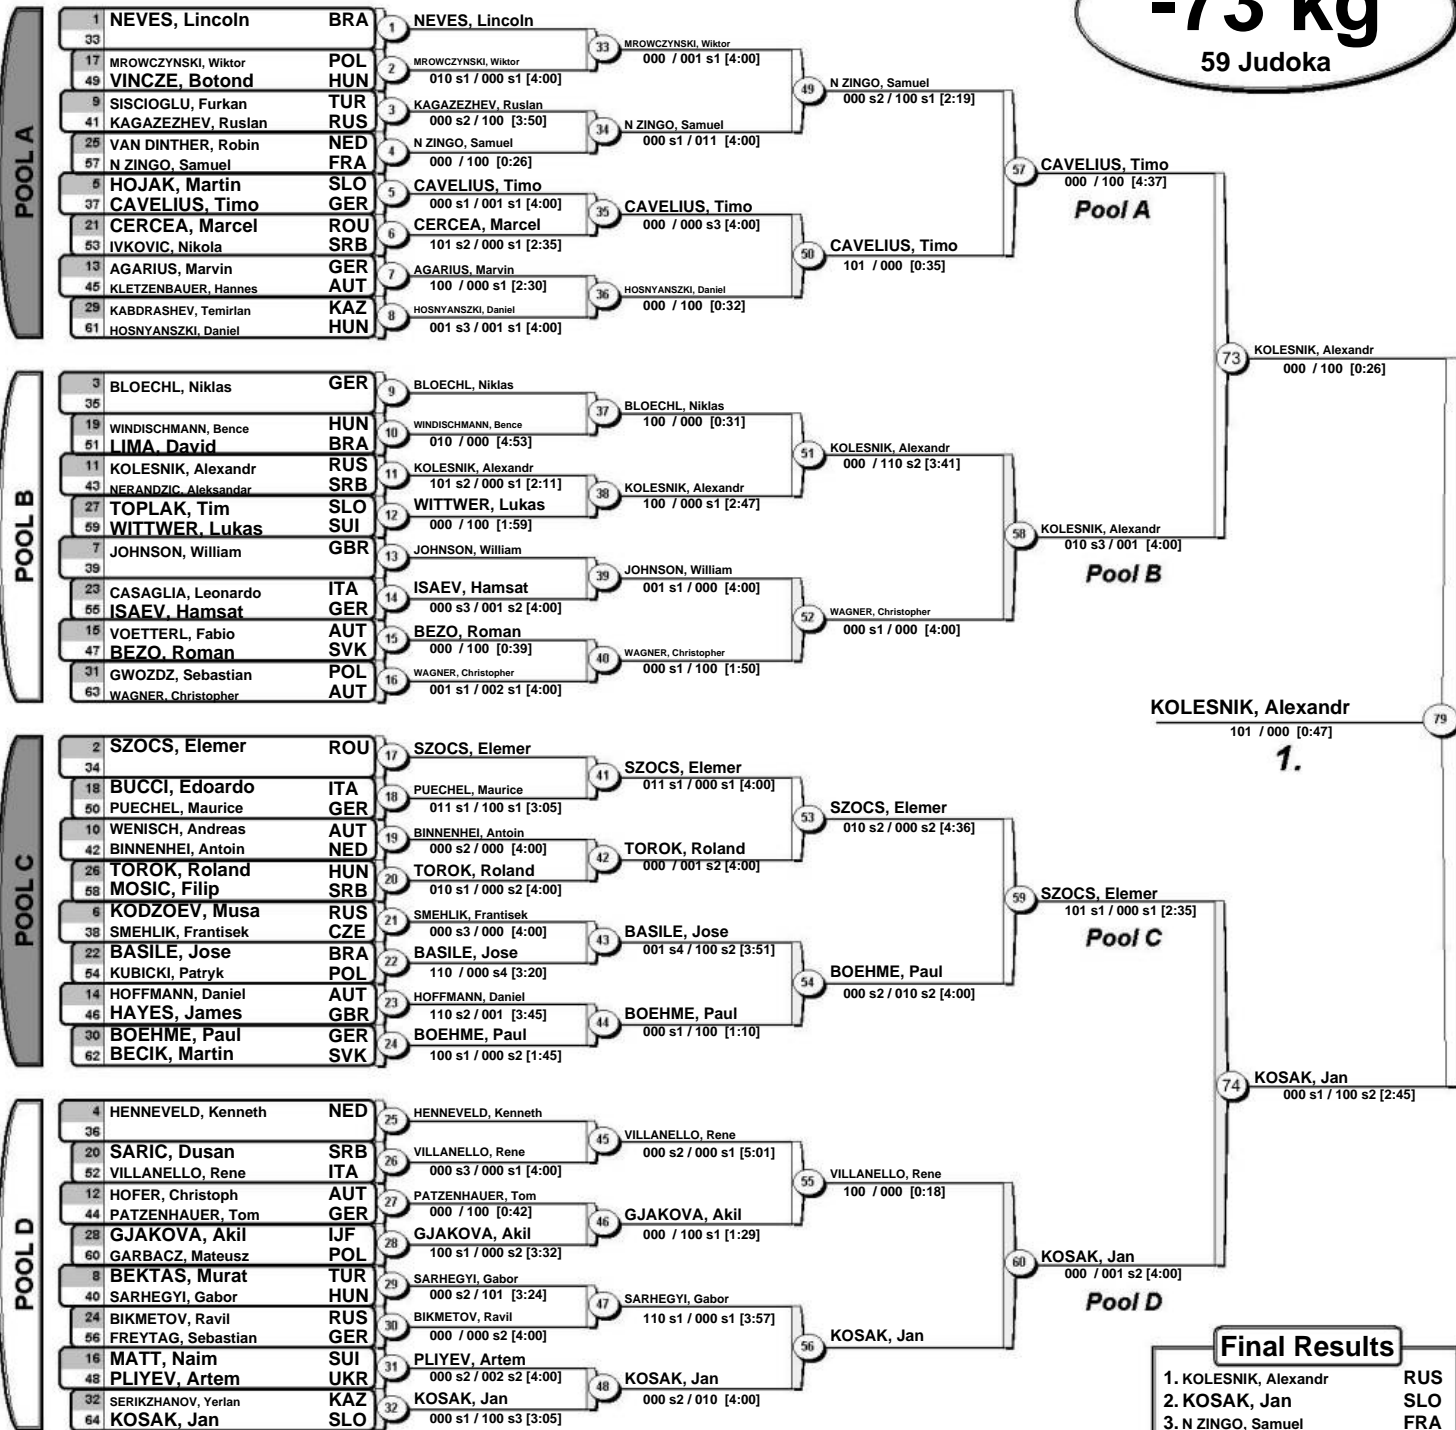 -73 kg
59 Judoka
POOL A
1 NEVES, Lincoln BRA
33
17 MROWCZYNSKI, Wiktor POL
49 VINCZE, Botond HUN
9 SISCIOGLU, Furkan TUR
41 KAGAZEZHEV, Ruslan RUS
25 VAN DINTHER, Robin NED
57 N ZINGO, Samuel FRA
5 HOJAK, Martin SLO
37 CAVELIUS, Timo GER
21 CERCEA, Marcel ROU
53 IVKOVIC, Nikola SRB
13 AGARIUS, Marvin GER
45 KLETZENBAUER, Hannes AUT
29 KABDRASHEV, Temirlan KAZ
61 HOSNYANSZKI, Daniel HUN
1 NEVES, Lincoln
2 MROWCZYNSKI, Wiktor
010 s1 / 000 s1 [4:00]
3 KAGAZEZHEV, Ruslan
000 s2 / 100 [3:50]
4 N ZINGO, Samuel
000 / 100 [0:26]
5 CAVELIUS, Timo
000 s1 / 001 s1 [4:00]
6 CERCEA, Marcel
101 s2 / 000 s1 [2:35]
7 AGARIUS, Marvin
100 / 000 s1 [2:30]
8 HOSNYANSZKI, Daniel
001 s3 / 001 s1 [4:00]
33 MROWCZYNSKI, Wiktor
000 / 001 s1 [4:00]
34 N ZINGO, Samuel
000 s1 / 011 [4:00]
35 CAVELIUS, Timo
000 / 000 s3 [4:00]
36 HOSNYANSZKI, Daniel
000 / 100 [0:32]
49 N ZINGO, Samuel
000 s2 / 100 s1 [2:19]
50 CAVELIUS, Timo
101 / 000 [0:35]
57 CAVELIUS, Timo
000 / 100 [4:37]
Pool A
POOL B
3 BLOECHL, Niklas GER
35
19 WINDISCHMANN, Bence HUN
51 LIMA, David BRA
11 KOLESNIK, Alexandr RUS
43 NERANDZIC, Aleksandar SRB
27 TOPLAK, Tim SLO
59 WITTWER, Lukas SUI
7 JOHNSON, William GBR
39
23 CASAGLIA, Leonardo ITA
55 ISAEV, Hamsat GER
15 VOETTERL, Fabio AUT
47 BEZO, Roman SVK
31 GWOZDZ, Sebastian POL
63 WAGNER, Christopher AUT
9 BLOECHL, Niklas
10 WINDISCHMANN, Bence
010 / 000 [4:53]
11 KOLESNIK, Alexandr
101 s2 / 000 s1 [2:11]
12 WITTWER, Lukas
000 / 100 [1:59]
13 JOHNSON, William
14 ISAEV, Hamsat
000 s3 / 001 s2 [4:00]
15 BEZO, Roman
000 / 100 [0:39]
16 WAGNER, Christopher
001 s1 / 002 s1 [4:00]
37 BLOECHL, Niklas
100 / 000 [0:31]
38 KOLESNIK, Alexandr
100 / 000 s1 [2:47]
39 JOHNSON, William
001 s1 / 000 [4:00]
40 WAGNER, Christopher
000 s1 / 100 [1:50]
51 KOLESNIK, Alexandr
000 / 110 s2 [3:41]
52 WAGNER, Christopher
000 s1 / 000 [4:00]
58 KOLESNIK, Alexandr
010 s3 / 001 [4:00]
Pool B
73 KOLESNIK, Alexandr
000 / 100 [0:26]
KOLESNIK, Alexandr 79
101 / 000 [0:47]
1.
POOL C
2 SZOCS, Elemer ROU
34
18 BUCCI, Edoardo ITA
50 PUECHEL, Maurice GER
10 WENISCH, Andreas AUT
42 BINNENHEI, Antoin NED
26 TOROK, Roland HUN
58 MOSIC, Filip SRB
6 KODZOEV, Musa RUS
38 SMEHLIK, Frantisek CZE
22 BASILE, Jose BRA
54 KUBICKI, Patryk POL
14 HOFFMANN, Daniel AUT
46 HAYES, James GBR
30 BOEHME, Paul GER
62 BECIK, Martin SVK
17 SZOCS, Elemer
18 PUECHEL, Maurice
011 s1 / 100 s1 [3:05]
19 BINNENHEI, Antoin
000 s2 / 000 [4:00]
20 TOROK, Roland
010 s1 / 000 s2 [4:00]
21 SMEHLIK, Frantisek
000 s3 / 000 [4:00]
22 BASILE, Jose
110 / 000 s4 [3:20]
23 HOFFMANN, Daniel
110 s2 / 001 [3:45]
24 BOEHME, Paul
100 s1 / 000 s2 [1:45]
41 SZOCS, Elemer
011 s1 / 000 s1 [4:00]
42 TOROK, Roland
000 / 001 s2 [4:00]
43 BASILE, Jose
001 s4 / 100 s2 [3:51]
44 BOEHME, Paul
000 s1 / 100 [1:10]
53 SZOCS, Elemer
010 s2 / 000 s2 [4:36]
54 BOEHME, Paul
000 s2 / 010 s2 [4:00]
59 SZOCS, Elemer
101 s1 / 000 s1 [2:35]
Pool C
74 KOSAK, Jan
000 s1 / 100 s2 [2:45]
POOL D
4 HENNEVELD, Kenneth NED
36
20 SARIC, Dusan SRB
52 VILLANELLO, Rene ITA
12 HOFER, Christoph AUT
44 PATZENHAUER, Tom GER
28 GJAKOVA, Akil IJF
60 GARBACZ, Mateusz POL
8 BEKTAS, Murat TUR
40 SARHEGYI, Gabor HUN
24 BIKMETOV, Ravil RUS
56 FREYTAG, Sebastian GER
16 MATT, Naim SUI
48 PLIYEV, Artem UKR
32 SERIKZHANOV, Yerlan KAZ
64 KOSAK, Jan SLO
25 HENNEVELD, Kenneth
26 VILLANELLO, Rene
000 s3 / 000 s1 [4:00]
27 PATZENHAUER, Tom
000 / 100 [0:42]
28 GJAKOVA, Akil
100 s1 / 000 s2 [3:32]
29 SARHEGYI, Gabor
000 s2 / 101 [3:24]
30 BIKMETOV, Ravil
000 / 000 s2 [4:00]
31 PLIYEV, Artem
000 s2 / 002 s2 [4:00]
32 KOSAK, Jan
000 s1 / 100 s3 [3:05]
45 VILLANELLO, Rene
000 s2 / 000 s1 [5:01]
46 GJAKOVA, Akil
000 / 100 s1 [1:29]
47 SARHEGYI, Gabor
110 s1 / 000 s1 [3:57]
48 KOSAK, Jan
000 s2 / 010 [4:00]
55 VILLANELLO, Rene
100 / 000 [0:18]
56 KOSAK, Jan
60 KOSAK, Jan
000 / 001 s2 [4:00]
Pool D
Final Results
1. KOLESNIK, Alexandr RUS
2. KOSAK, Jan SLO
3. N ZINGO, Samuel FRA